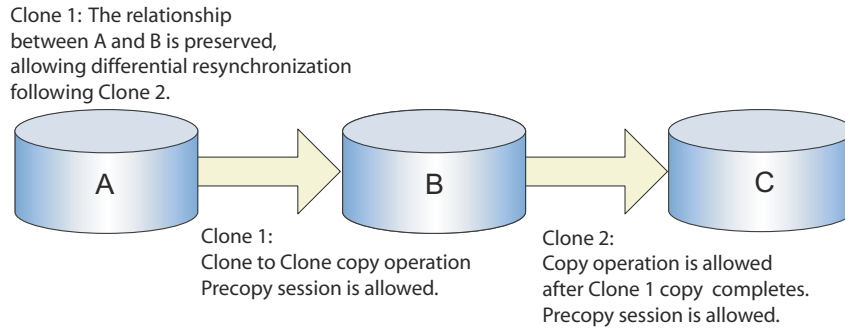 Clone 1: The relationship
between A and B is preserved,
allowing differential resynchronization
following Clone 2.
A
B
C
Clone 1:
Clone to Clone copy operation
Precopy session is allowed.
Clone 2:
Copy operation is allowed
after Clone 1 copy completes.
Precopy session is allowed.